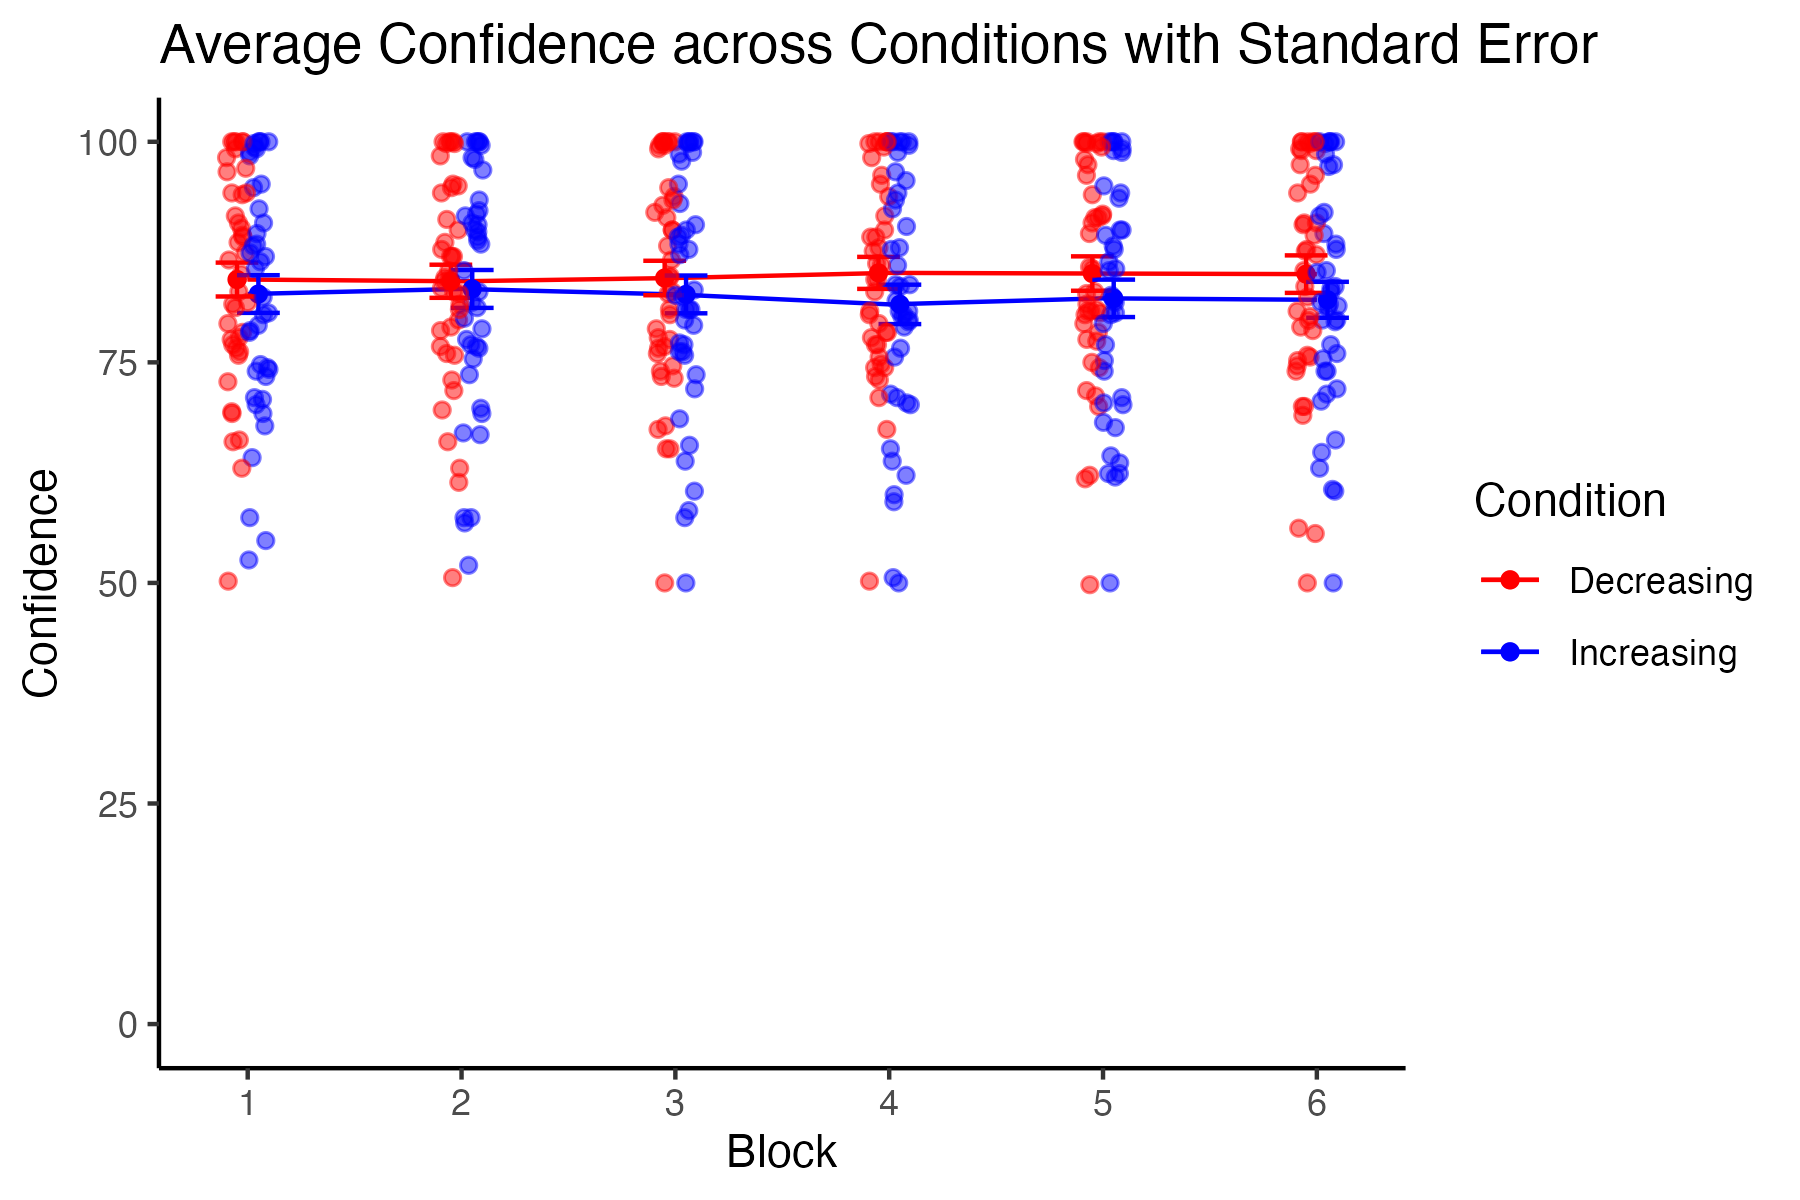 Average Confidence across Conditions with Standard Error
100
75
50
25
0
Confidence
1 2 3 4 5 6
Block
Condition
Decreasing
Increasing